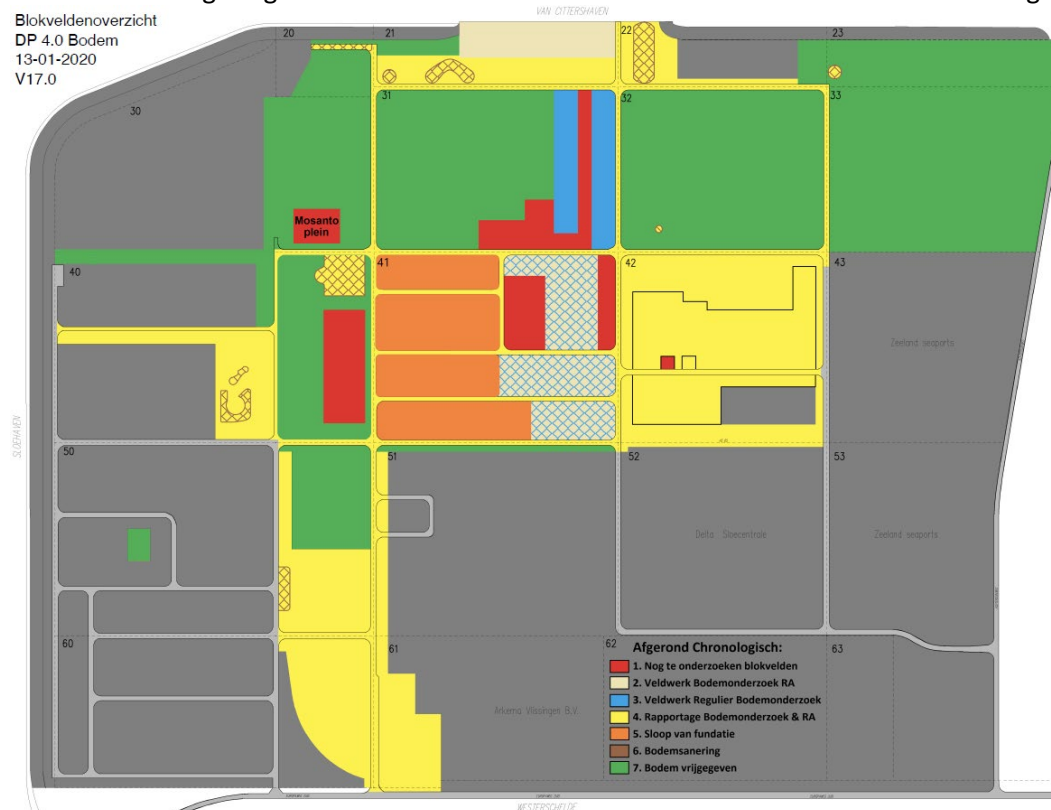 Blokveldenoverzicht
DP 4.0 Bodem
13-01-2020
V17.0
VAN CITTERSHAVEN
20
21
22
23
30
31
32
33
Mosanto
plein
40
41
42
43
Zeeland seaports
SLOEHAVEN
50
51
52
53
Delta Sloecentrale
Zeeland seaports
60
61
62
63
Arkema Vlissingen B.V.
Afgerond Chronologisch:
1. Nog te onderzoeken blokvelden
2. Veldwerk Bodemonderzoek RA
3. Veldwerk Regulier Bodemonderzoek
4. Rapportage Bodemonderzoek & RA
5. Sloop van fundatie
6. Bodemsanering
7. Bodem vrijgegeven
WESTERSCHELDE